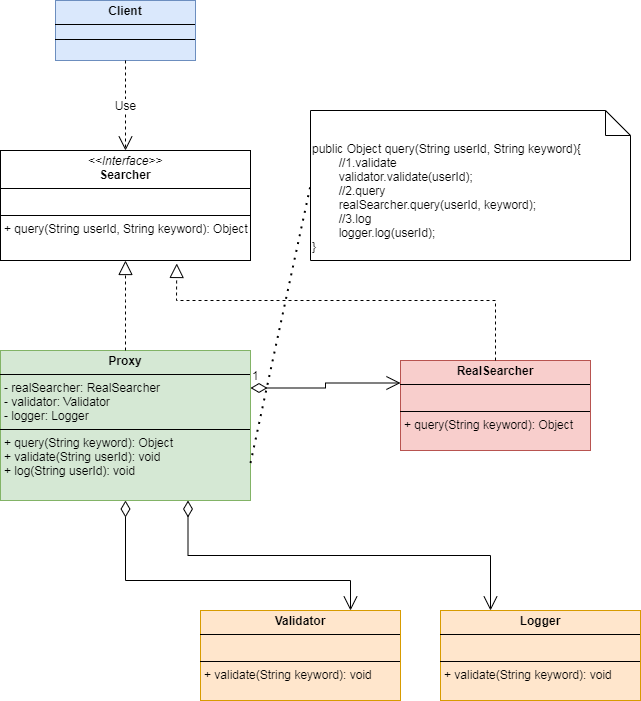 Client
Use
<<Interface>>
Searcher
+ query(String userId, String keyword): Object
public Object query(String userId, String keyword){
//1.validate
validator.validate(userId);
//2.query
realSearcher.query(userId, keyword);
//3.log
logger.log(userId);
}
Proxy
- realSearcher: RealSearcher
- validator: Validator
- logger: Logger
+ query(String keyword): Object
+ validate(String userId): void
+ log(String userId): void
1
RealSearcher
+ query(String keyword): Object
Validator
+ validate(String keyword): void
Logger
+ validate(String keyword): void